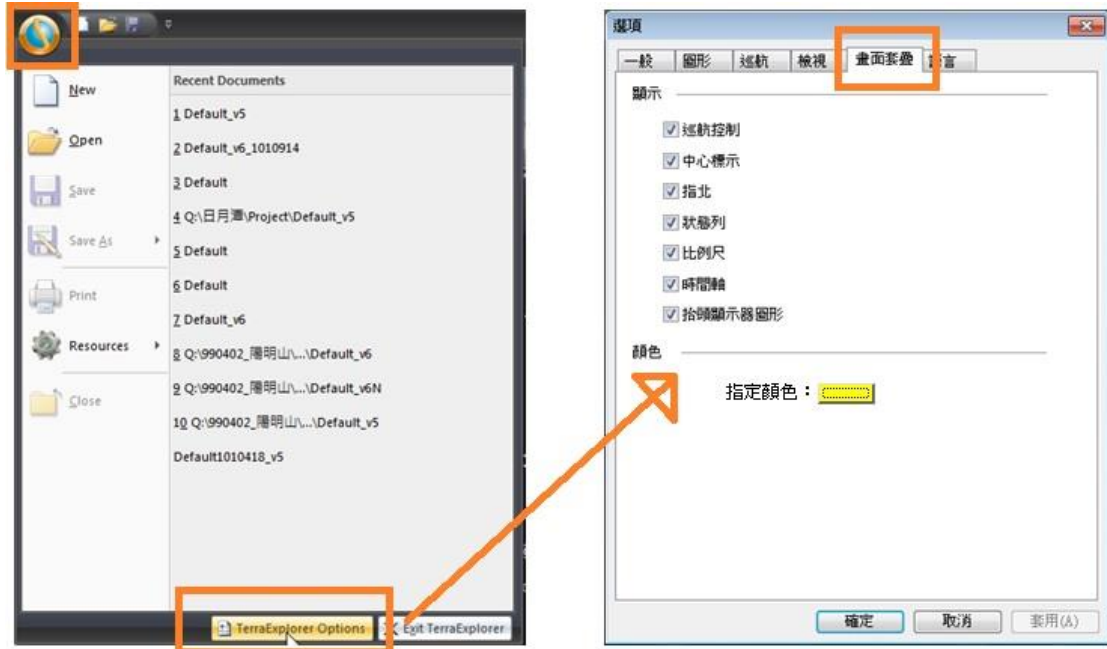 New
Open
Save
Save As
Print
Resources
Close
Recent Documents
1 Default_v5
2 Default_v6_1010914
3 Default
4 Q:\日月潭\Project\Default_v5
5 Default
6 Default
7 Default_v6
8 Q:\990402_陽明山\...\Default_v6
9 Q:\990402_陽明山\...\Default_v6N
10 Q:\990402_陽明山\...\Default_v5
Default1010418_v5
TerraExplorer Options
Exit TerraExplorer
選項
一般 圖形 巡航 檢視 畫面套疊 語言
顯示
巡航控制
中心標示
指北
狀態列
比例尺
時間軸
抬頭顯示器圖形
顏色
指定顏色：
確定 取消 套用(A)